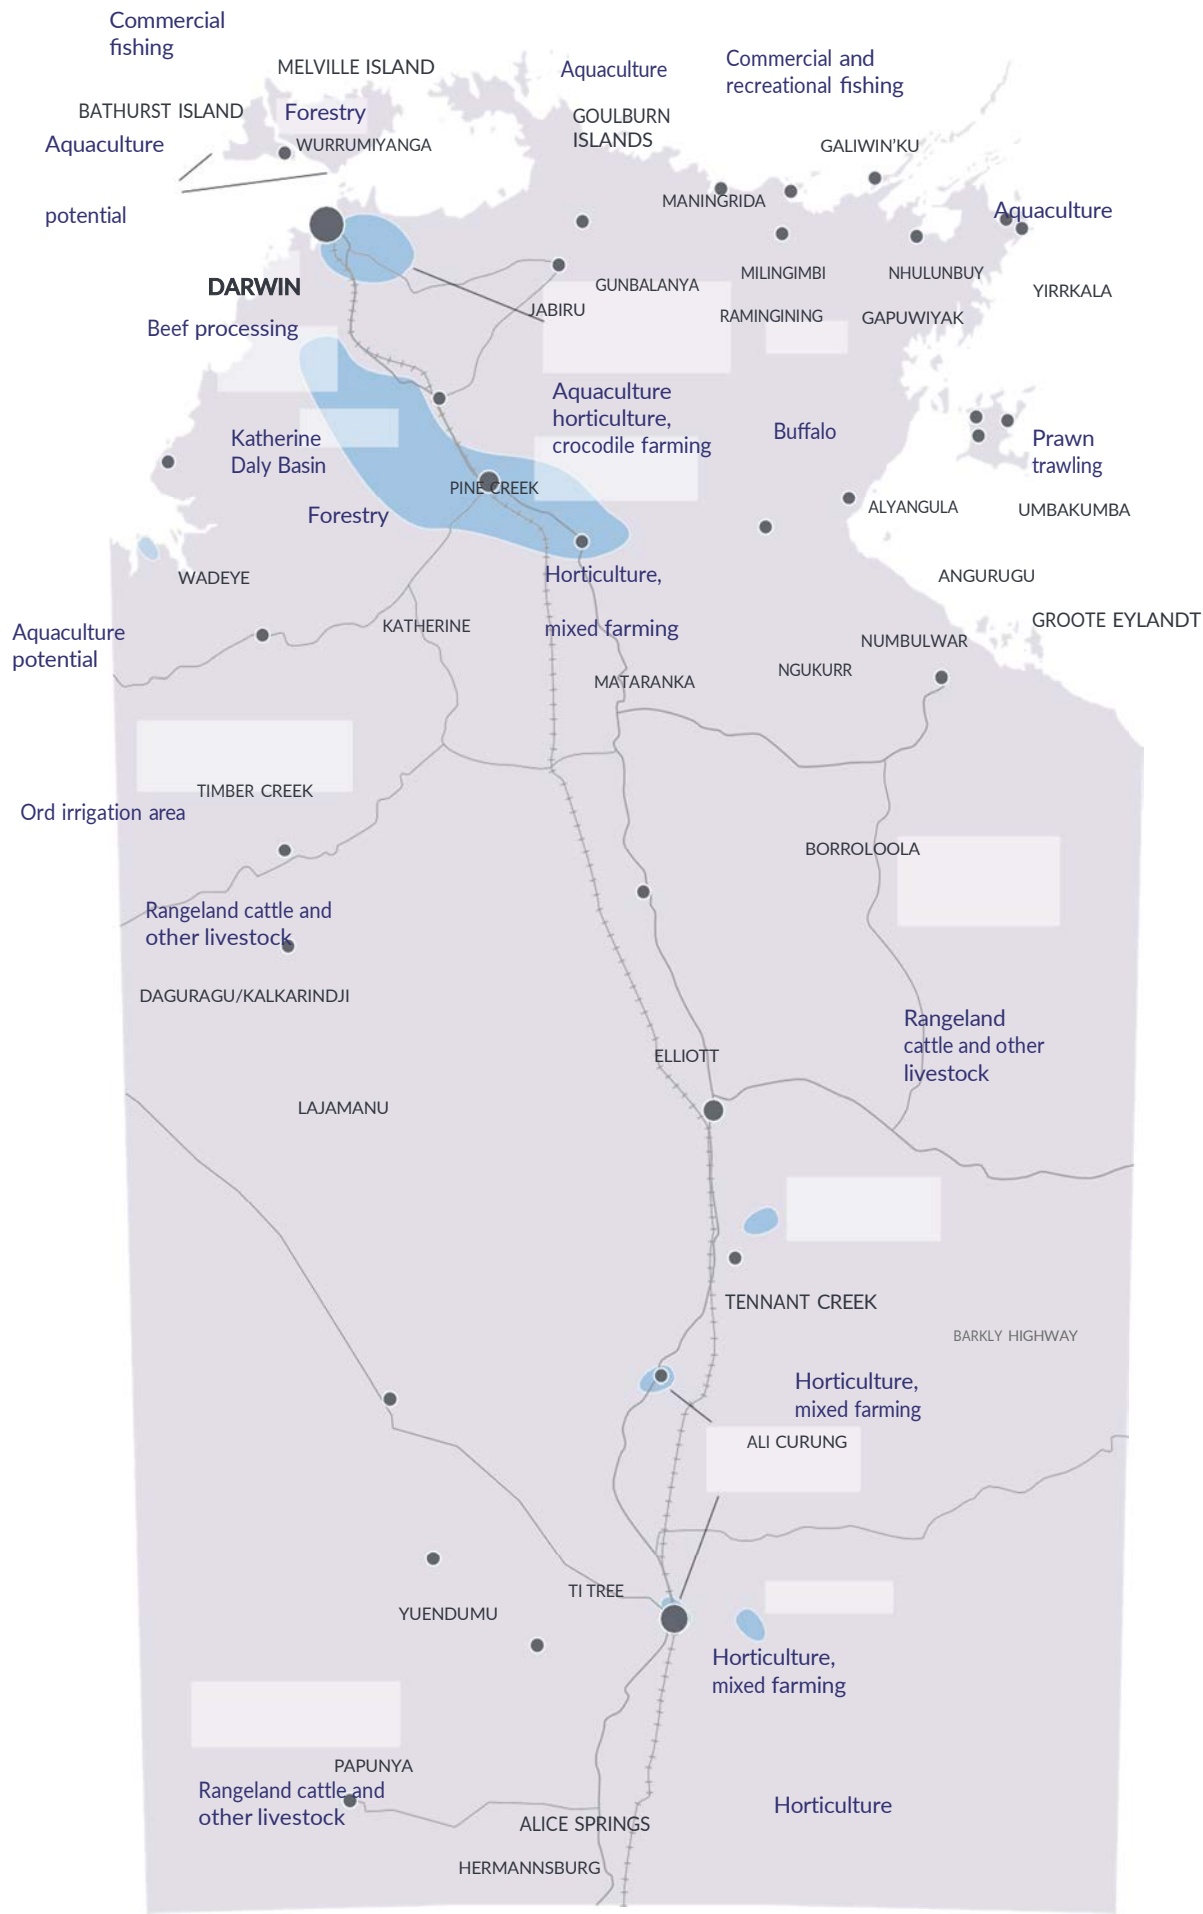 Commercial
fishing
MELVILLE ISLAND
Aquaculture
Commercial and
recreational fishing
BATHURST ISLAND
Forestry
GOULBURN
ISLANDS
Aquaculture
WURRUMIYANGA
GALIWIN’KU
MANINGRIDA
potential
Aquaculture
DARWIN
GUNBALANYA
MILINGIMBI
NHULUNBUY
YIRRKALA
JABIRU
RAMINGINING
GAPUWIYAK
Beef processing
Aquaculture
horticulture,
crocodile farming
Buffalo
Katherine
Daly Basin
Prawn
trawling
PINE CREEK
ALYANGULA
UMBAKUMBA
Forestry
WADEYE
Horticulture,
mixed farming
ANGURUGU
GROOTE EYLANDT
Aquaculture
potential
KATHERINE
NUMBULWAR
NGUKURR
MATARANKA
TIMBER CREEK
Ord irrigation area
BORROLOOLA
Rangeland cattle and
other livestock
DAGURAGU/KALKARINDJI
Rangeland
cattle and other
livestock
ELLIOTT
LAJAMANU
TENNANT CREEK
BARKLY HIGHWAY
Horticulture,
mixed farming
ALI CURUNG
TI TREE
YUENDUMU
Horticulture,
mixed farming
PAPUNYA
Rangeland cattle and
other livestock
Horticulture
ALICE SPRINGS
HERMANNSBURG